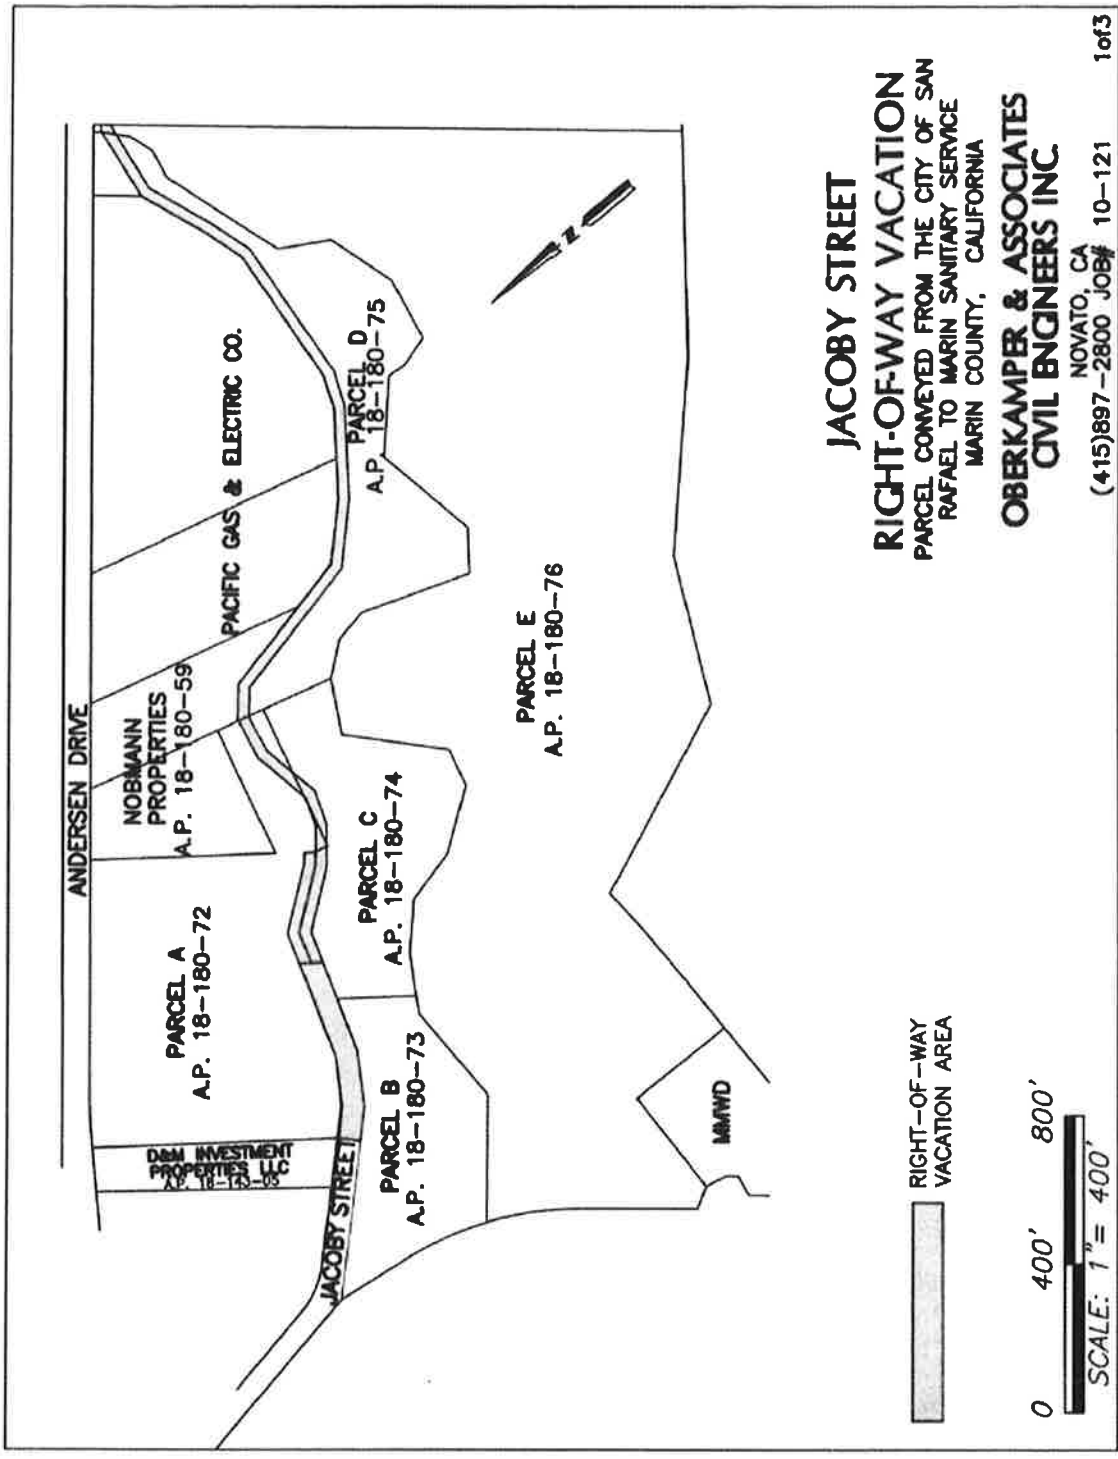 ANDERSEN DRIVE
PACIFIC GAS & ELECTRIC CO.
NOBMANN
PROPERTIES
A.P. 18-180-59
PARCEL A
A.P. 18-180-72
D&M INVESTMENT
PROPERTIES LLC
A.P. 18-143-05
JACOBY STREET
PARCEL B
A.P. 18-180-73
PARCEL C
A.P. 18-180-74
PARCEL D
A.P. 18-180-75
PARCEL E
A.P. 18-180-76
MMWD
N
JACOBY STREET
RIGHT-OF-WAY VACATION
PARCEL CONVEYED FROM THE CITY OF SAN
RAFAEL TO MARIN SANITARY SERVICE
MARIN COUNTY, CALIFORNIA
OBERKAMPER & ASSOCIATES
CIVIL ENGINEERS INC.
NOVATO, CA
(415)897-2800 JOB# 10-121 1of3
RIGHT-OF-WAY
VACATION AREA
0 400' 800'
SCALE: 1"= 400'